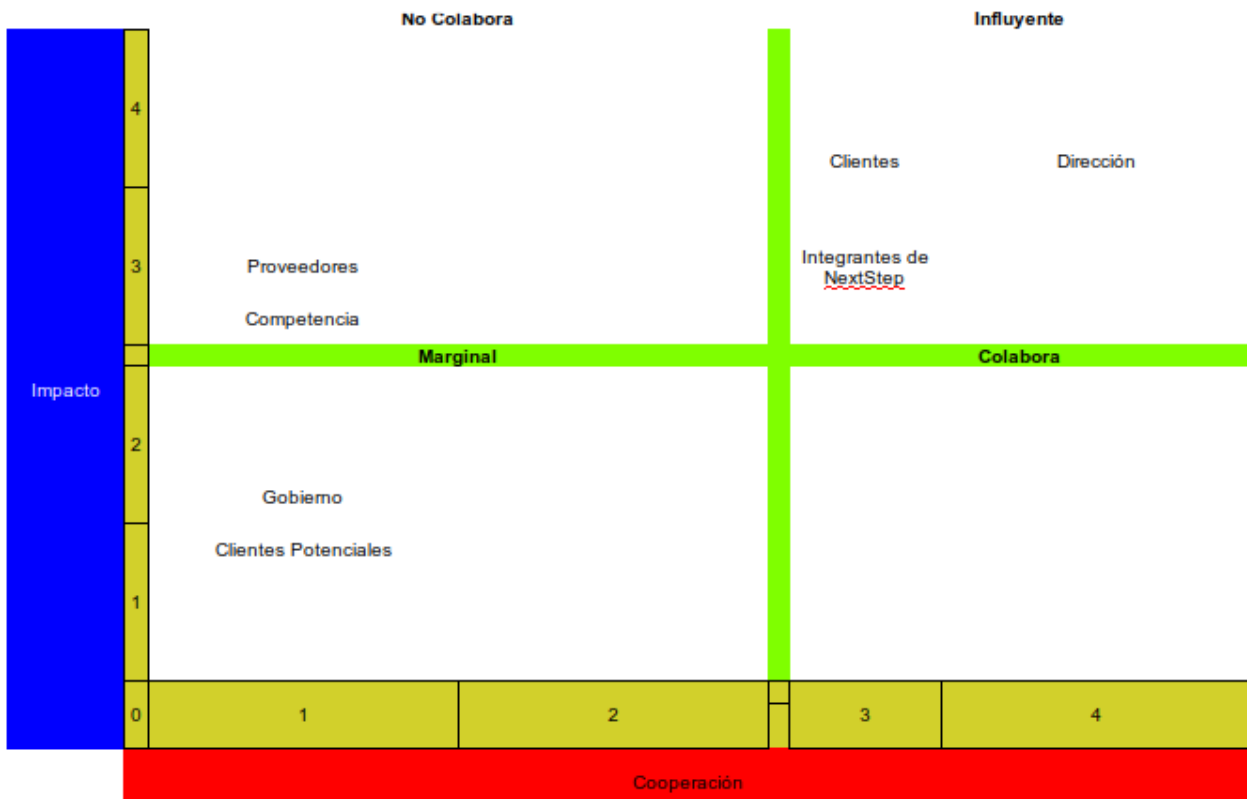 No Colabora
Influyente
4
Clientes
Dirección
3
Proveedores
Integrantes de
NextStep
Competencia
Marginal
Colabora
Impacto
2
Gobierno
Clientes Potenciales
1
0
1
2
3
4
Cooperación